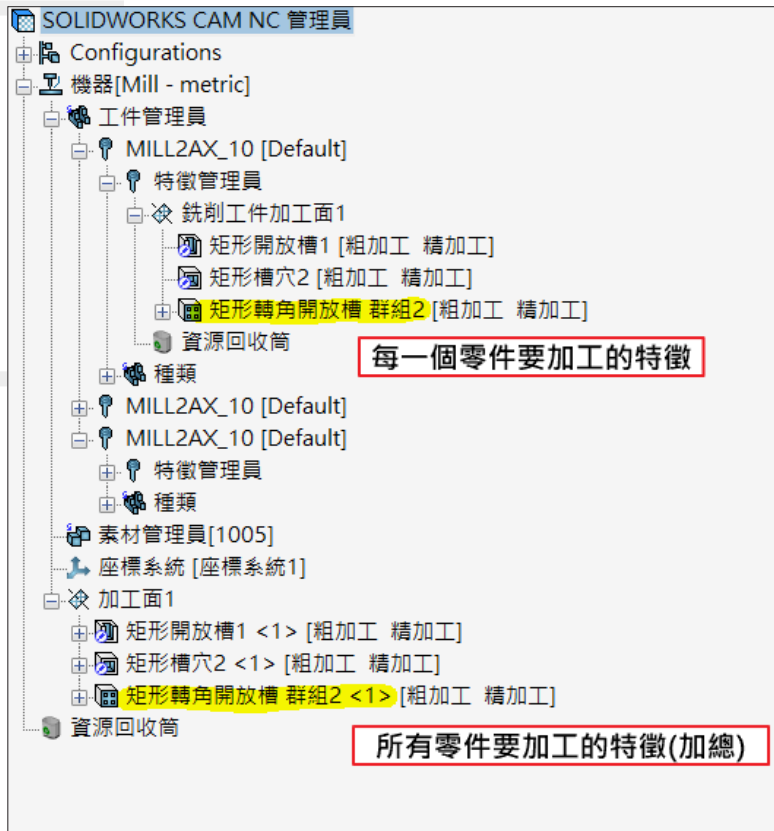 SOLIDWORKS CAM NC 管理員
Configurations
機器[Mill - metric]
工件管理員
MILL2AX_10 [Default]
特徵管理員
銑削工件加工面1
矩形開放槽1 [粗加工 精加工]
矩形槽穴2 [粗加工 精加工]
矩形轉角開放槽 群組2 [粗加工 精加工]
資源回收筒
每一個零件要加工的特徵
種類
MILL2AX_10 [Default]
MILL2AX_10 [Default]
特徵管理員
種類
素材管理員[1005]
座標系統 [座標系統1]
加工面1
矩形開放槽1 <1> [粗加工 精加工]
矩形槽穴2 <1> [粗加工 精加工]
矩形轉角開放槽 群組2 <1> [粗加工 精加工]
資源回收筒
所有零件要加工的特徵(加總)